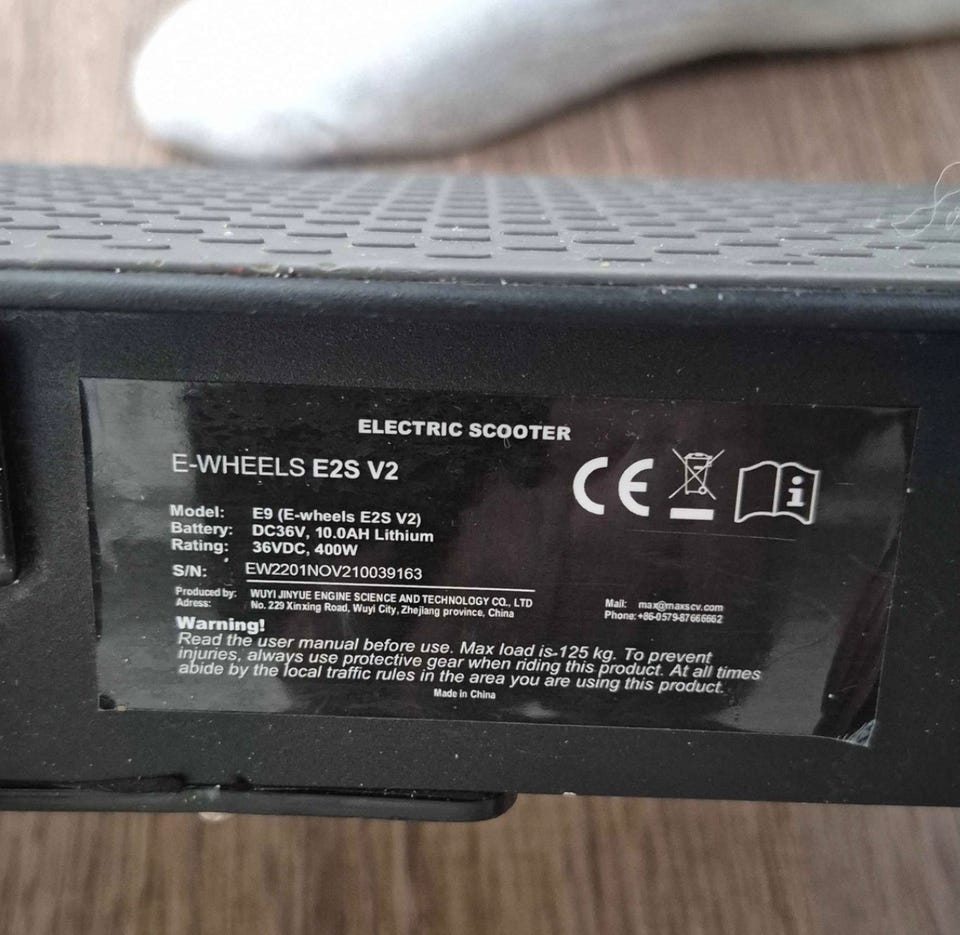 ELECTRIC SCOOTER
E-WHEELS E2S V2
CE
i
Model: E9 (E-wheels E2S V2)
Battery: DC36V, 10.0AH Lithium
Rating: 36VDC, 400W
S/N: EW2201NOV210039163
Produced by: WUYI JINYUE ENGINE SCIENCE AND TECHNOLOGY CO., LTD
Adress: No. 229 Xinxing Road, Wuyi City, Zhejiang province, China
Mail: max@maxscv.com
Phone: +86-0579-87666662
Warning!
Read the user manual before use. Max load is 125 kg. To prevent
injuries, always use protective gear when riding this product. At all times
abide by the local traffic rules in the area you are using this product.
Made in China